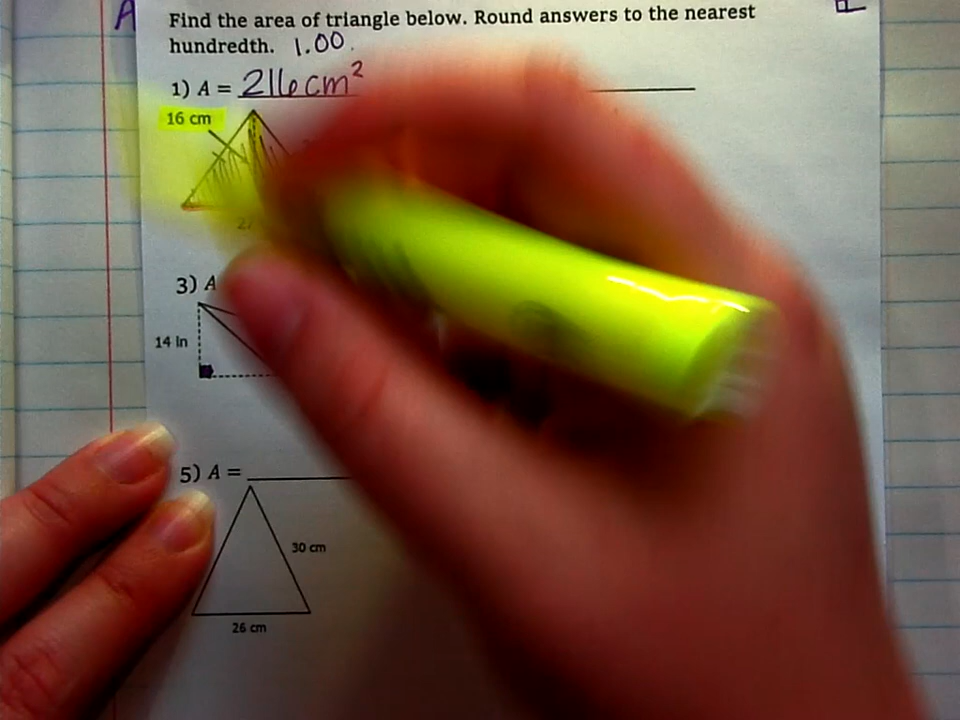 A
Find the area of triangle below. Round answers to the nearest
hundredth. 1.00.
1) A = 216 cm²
16 cm
3) A
14 in
5) A =
30 cm
26 cm